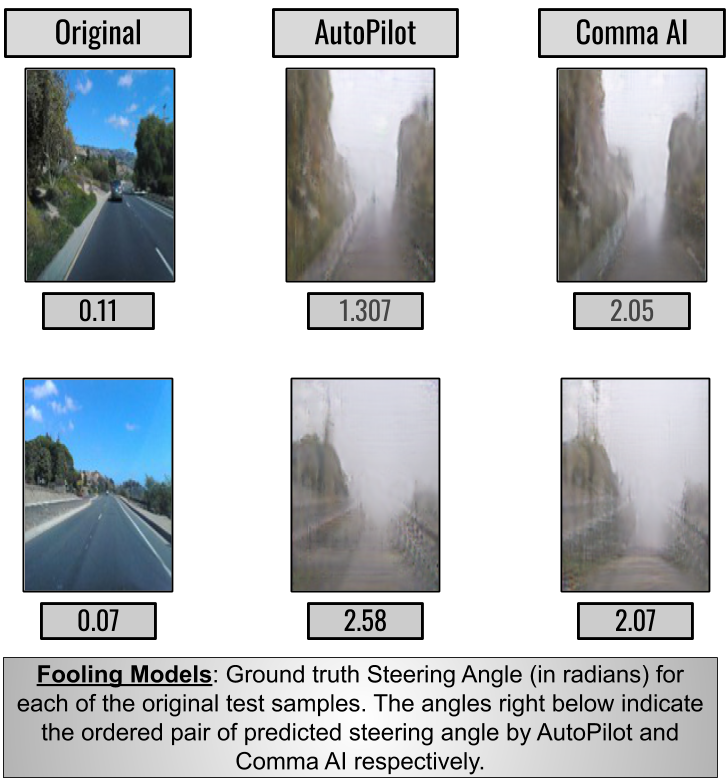 Original AutoPilot Comma AI
0.11 1.307 2.05
0.07 2.58 2.07
Fooling Models: Ground truth Steering Angle (in radians) for
each of the original test samples. The angles right below indicate
the ordered pair of predicted steering angle by AutoPilot and
Comma AI respectively.